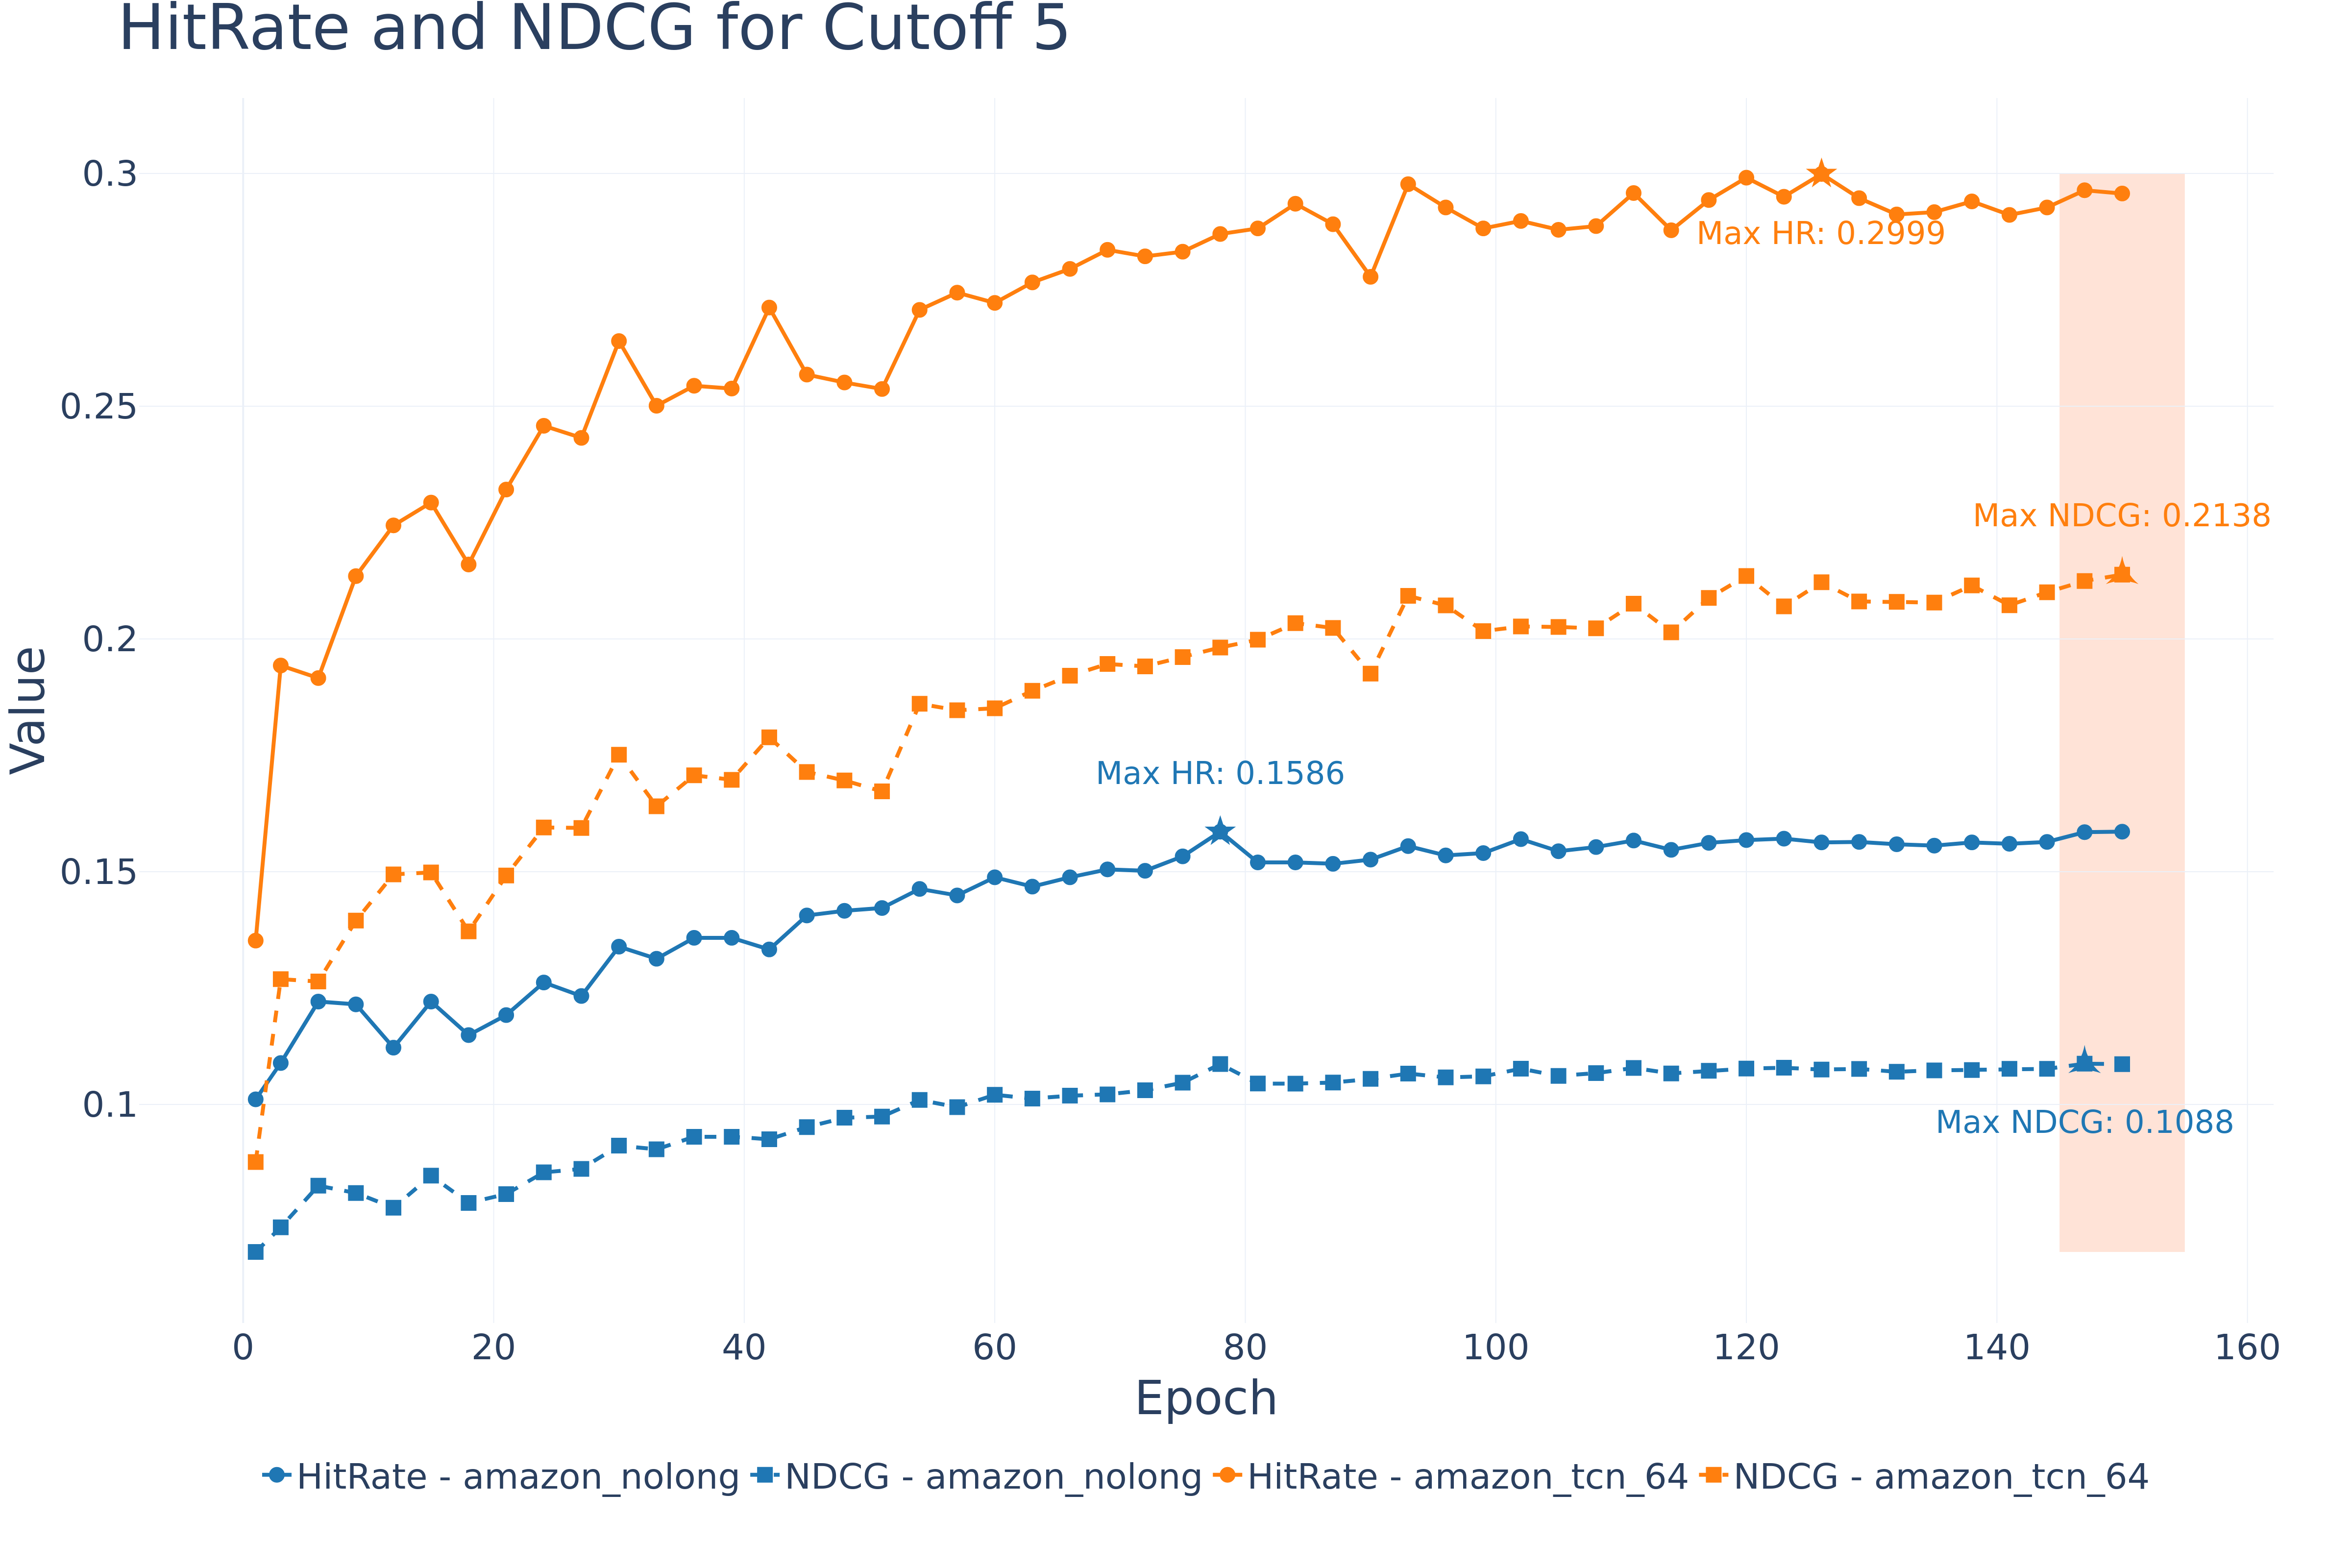 HitRate and NDCG for Cutoff 5
0.3
0.25
0.2
0.15
0.1
Value
Max HR: 0.2999
Max NDCG: 0.2138
Max HR: 0.1586
Max NDCG: 0.1088
0 20 40 60 80 100 120 140 160
Epoch
HitRate - amazon_nolong NDCG - amazon_nolong HitRate - amazon_tcn_64 NDCG - amazon_tcn_64